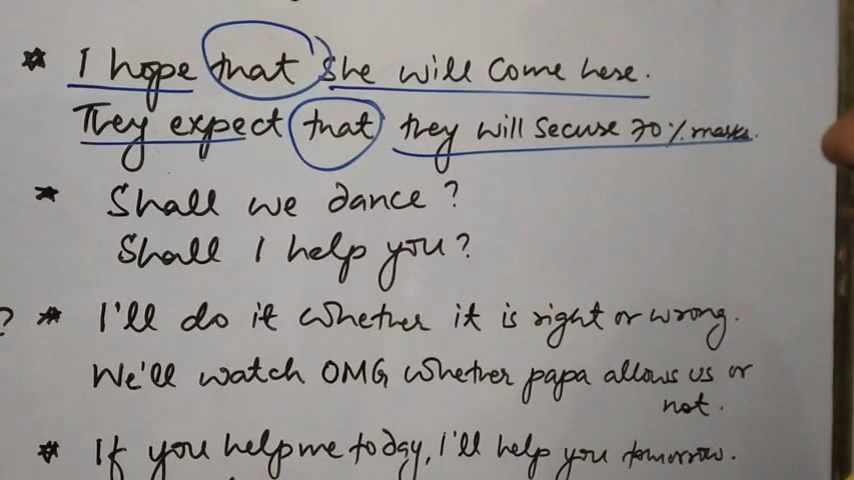 * I hope that she will come here.
They expect that they will secure 70% marks.
* Shall we dance?
Shall I help you?
? * I'll do it whether it is right or wrong.
We'll watch OMG whether papa allows us or
not.
* If you help me today, I'll help you tomorrow.